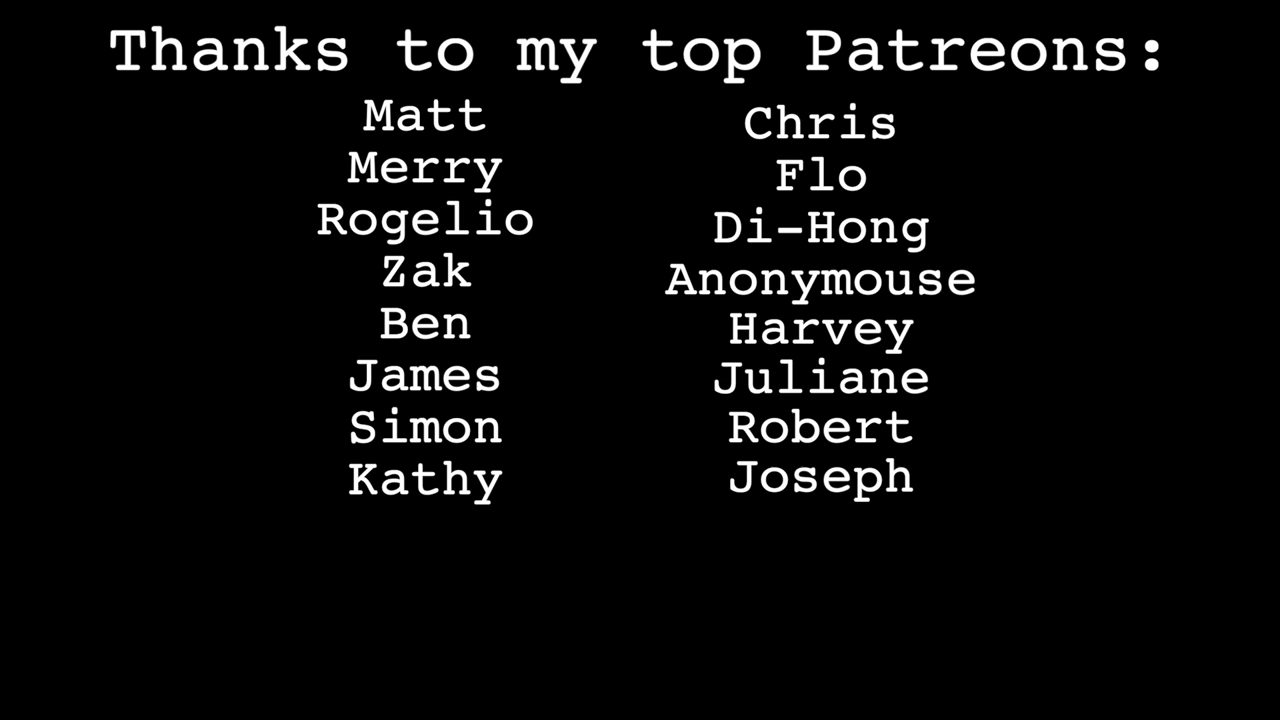 Thanks to my top Patreons:
Matt
Merry
Rogelio
Zak
Ben
James
Simon
Kathy
Chris
Flo
Di-Hong
Anonymouse
Harvey
Juliane
Robert
Joseph